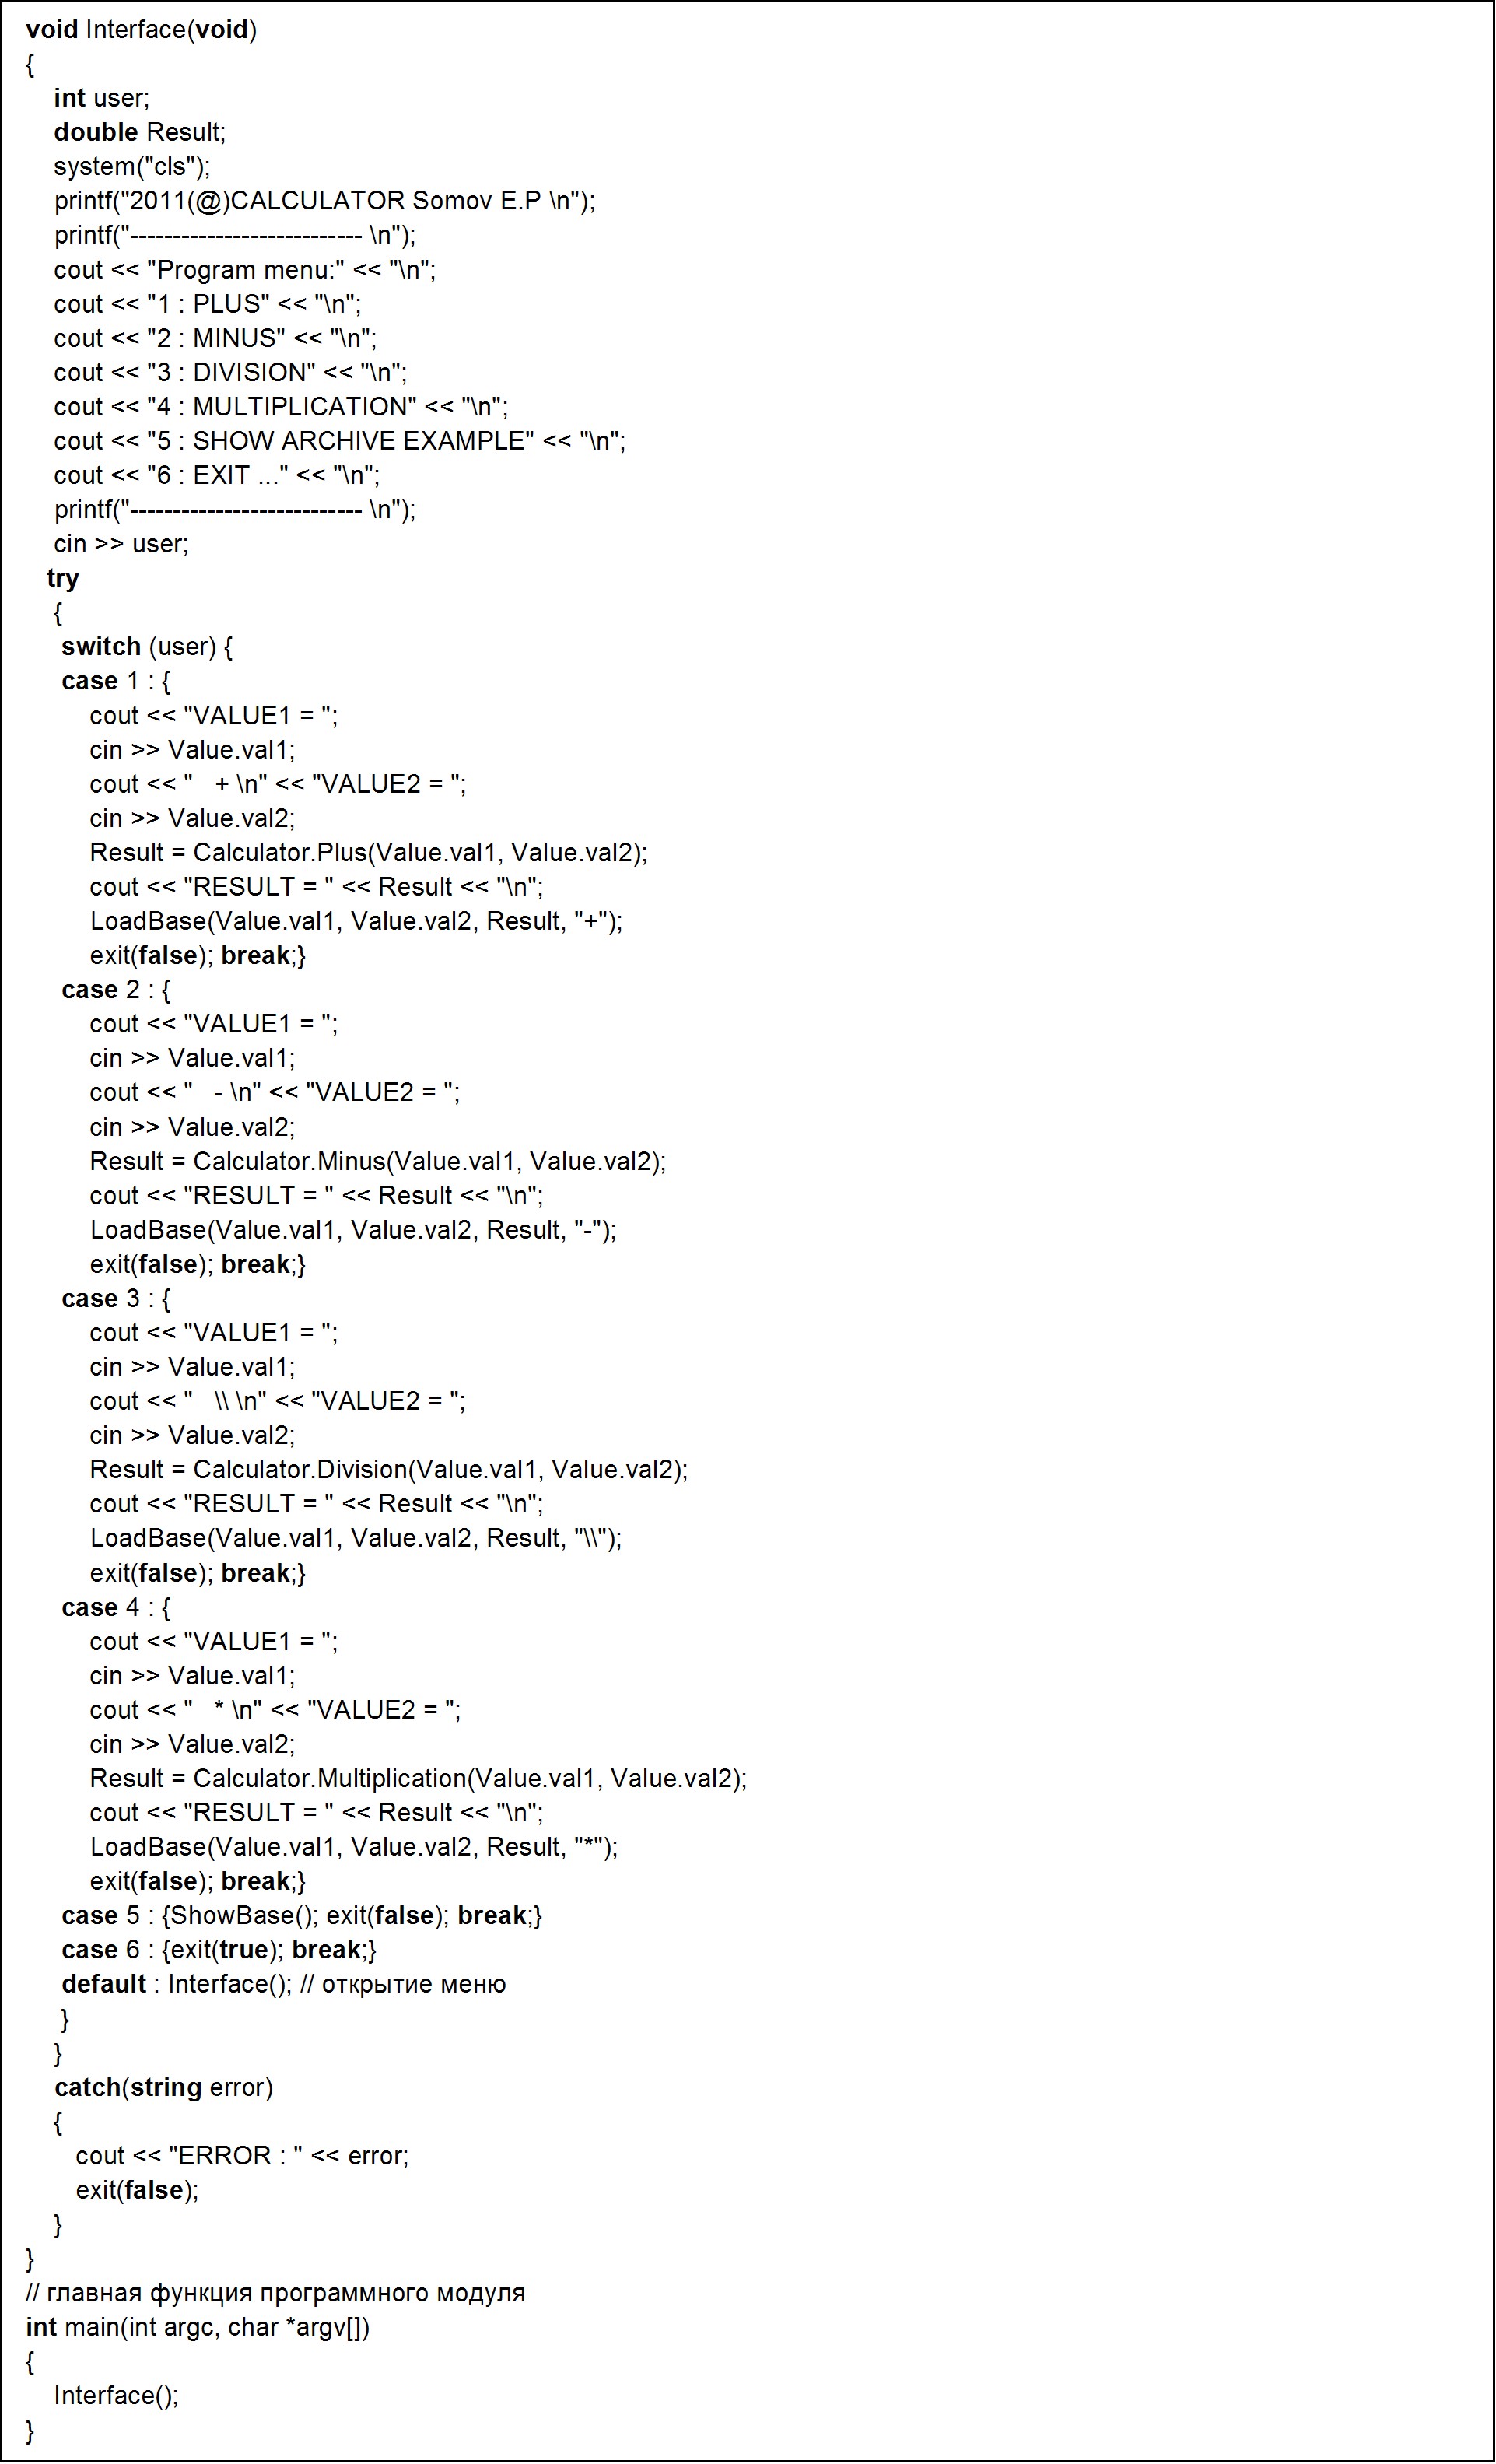 void Interface(void)
{
int user;
double Result;
system("cls");
printf("2011(@)CALCULATOR Somov E.P \n");
printf("--------------------------- \n");
cout << "Program menu:" << "\n";
cout << "1 : PLUS" << "\n";
cout << "2 : MINUS" << "\n";
cout << "3 : DIVISION" << "\n";
cout << "4 : MULTIPLICATION" << "\n";
cout << "5 : SHOW ARCHIVE EXAMPLE" << "\n";
cout << "6 : EXIT ..." << "\n";
printf("--------------------------- \n");
cin >> user;
try
{
switch (user) {
case 1 : {
cout << "VALUE1 = ";
cin >> Value.val1;
cout << "   + \n" << "VALUE2 = ";
cin >> Value.val2;
Result = Calculator.Plus(Value.val1, Value.val2);
cout << "RESULT = " << Result << "\n";
LoadBase(Value.val1, Value.val2, Result, "+");
exit(false); break;}
case 2 : {
cout << "VALUE1 = ";
cin >> Value.val1;
cout << "   - \n" << "VALUE2 = ";
cin >> Value.val2;
Result = Calculator.Minus(Value.val1, Value.val2);
cout << "RESULT = " << Result << "\n";
LoadBase(Value.val1, Value.val2, Result, "-");
exit(false); break;}
case 3 : {
cout << "VALUE1 = ";
cin >> Value.val1;
cout << "   \\ \n" << "VALUE2 = ";
cin >> Value.val2;
Result = Calculator.Division(Value.val1, Value.val2);
cout << "RESULT = " << Result << "\n";
LoadBase(Value.val1, Value.val2, Result, "\\");
exit(false); break;}
case 4 : {
cout << "VALUE1 = ";
cin >> Value.val1;
cout << "   * \n" << "VALUE2 = ";
cin >> Value.val2;
Result = Calculator.Multiplication(Value.val1, Value.val2);
cout << "RESULT = " << Result << "\n";
LoadBase(Value.val1, Value.val2, Result, "*");
exit(false); break;}
case 5 : {ShowBase(); exit(false); break;}
case 6 : {exit(true); break;}
default : Interface(); // открытие меню
}
}
catch(string error)
{
cout << "ERROR : " << error;
exit(false);
}
}
// главная функция программного модуля
int main(int argc, char *argv[])
{
Interface();
}